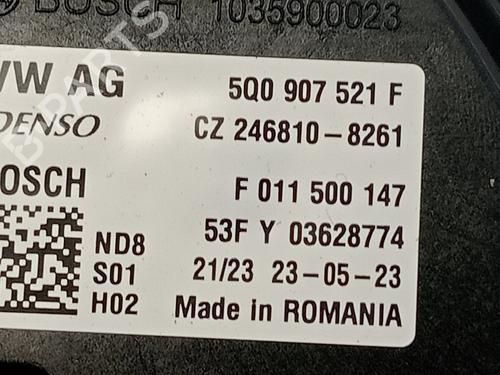 BOSCH 1035900023
VW AG 5Q0 907 521 F
DENSO CZ 246810-8261
BOSCH F 011 500 147
ND8 53F Y 03628774
S01 21/23 23-05-23
H02 Made in ROMANIA